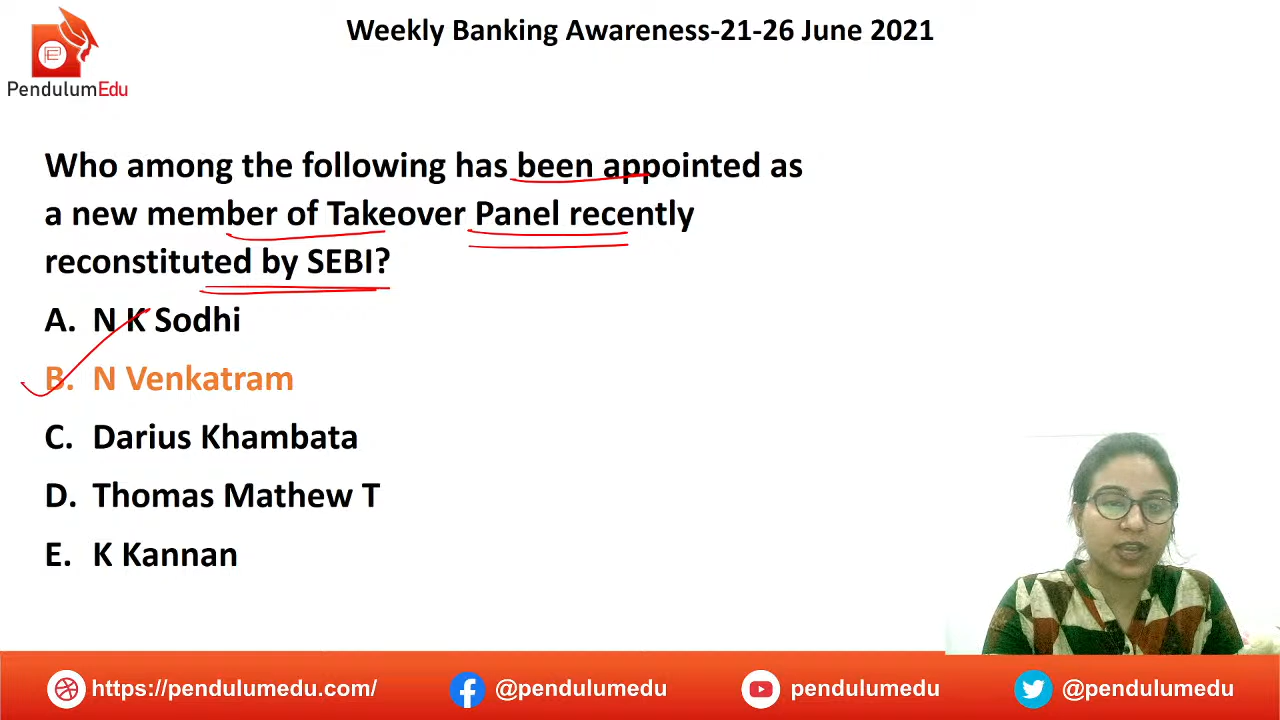 Weekly Banking Awareness-21-26 June 2021
PendulumEdu
Who among the following has been appointed as
a new member of Takeover Panel recently
reconstituted by SEBI?
A. N K Sodhi
B. N Venkatram
C. Darius Khambata
D. Thomas Mathew T
E. K Kannan
https://pendulumedu.com/ @pendulumedu pendulumedu @pendulumedu